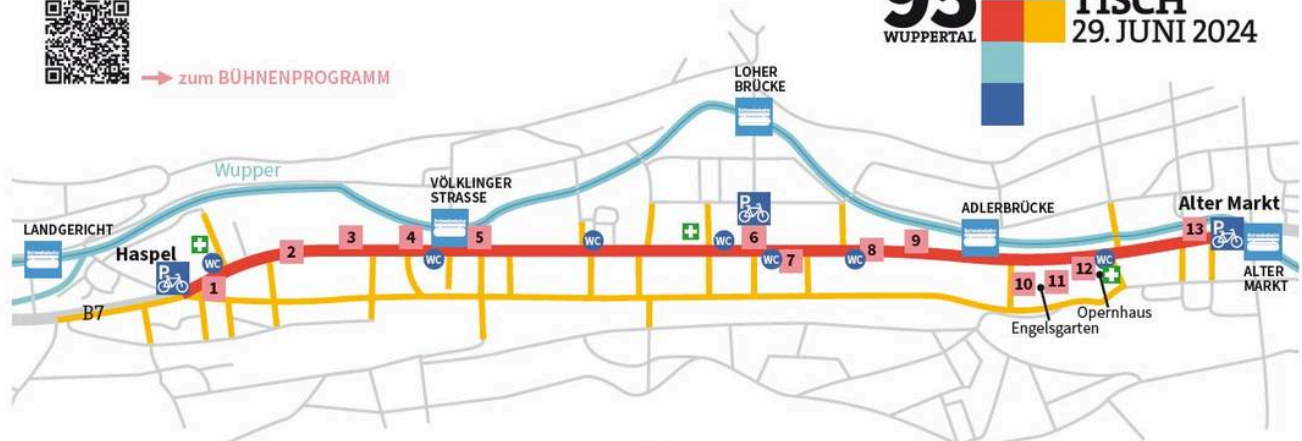 95
TISCH
WUPPERTAL
29. JUNI 2024
zum BÜHNENPROGRAMM
LOHER
BRÜCKE
Wupper
VÖLKLINGER
STRASSE
LANDGERICHT
Haspel
ADLERBRÜCKE
Alter Markt
P
P
P
WC
WC
WC
WC
WC
WC
WC
1
2
3
4
5
6
7
8
9
10
11
12
13
B7
Engelsgarten
Opernhaus
ALTER
MARKT